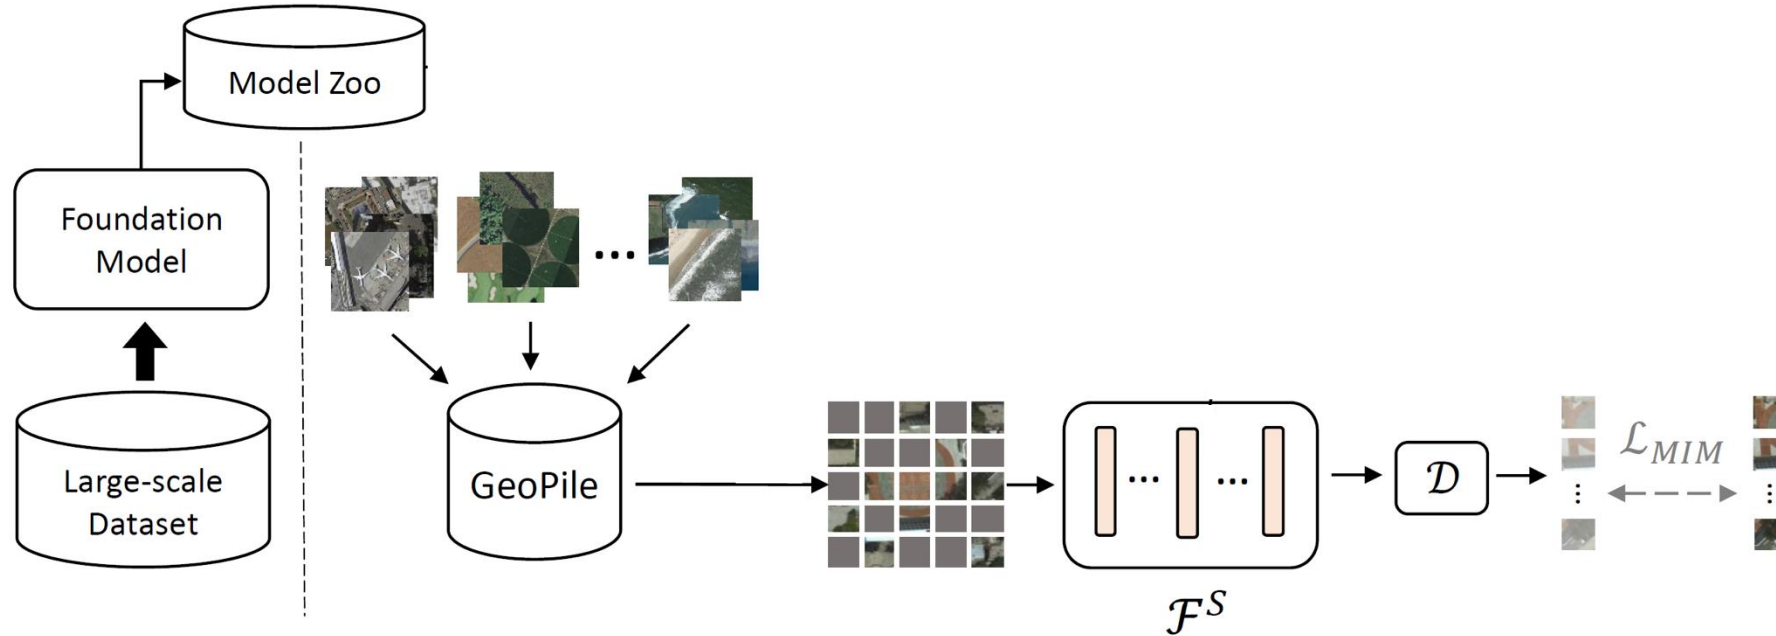 Model Zoo
Foundation
Model
Large-scale
Dataset
...
GeoPile
... ...
𝓕^S
𝓓
𝓛_MIM
⋮ ⋮